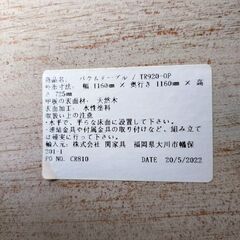 商品名: バウムテーブル / TR920-OP
外形寸法: 幅 1160mm × 奥行き 1160mm × 高
さ 725mm
甲板の表面材: 天然木
表面加工: 水性塗料
取扱い上の注意
・水平で、平らな床面に設置して下さい。
・連結金具や付属金具の取り付けなど、組み立て
は確実に行って下さい。
輸入元: 株式会社 関家具 福岡県大川市幡保
201-1
PO NO CR810 DATE 20/5/2022